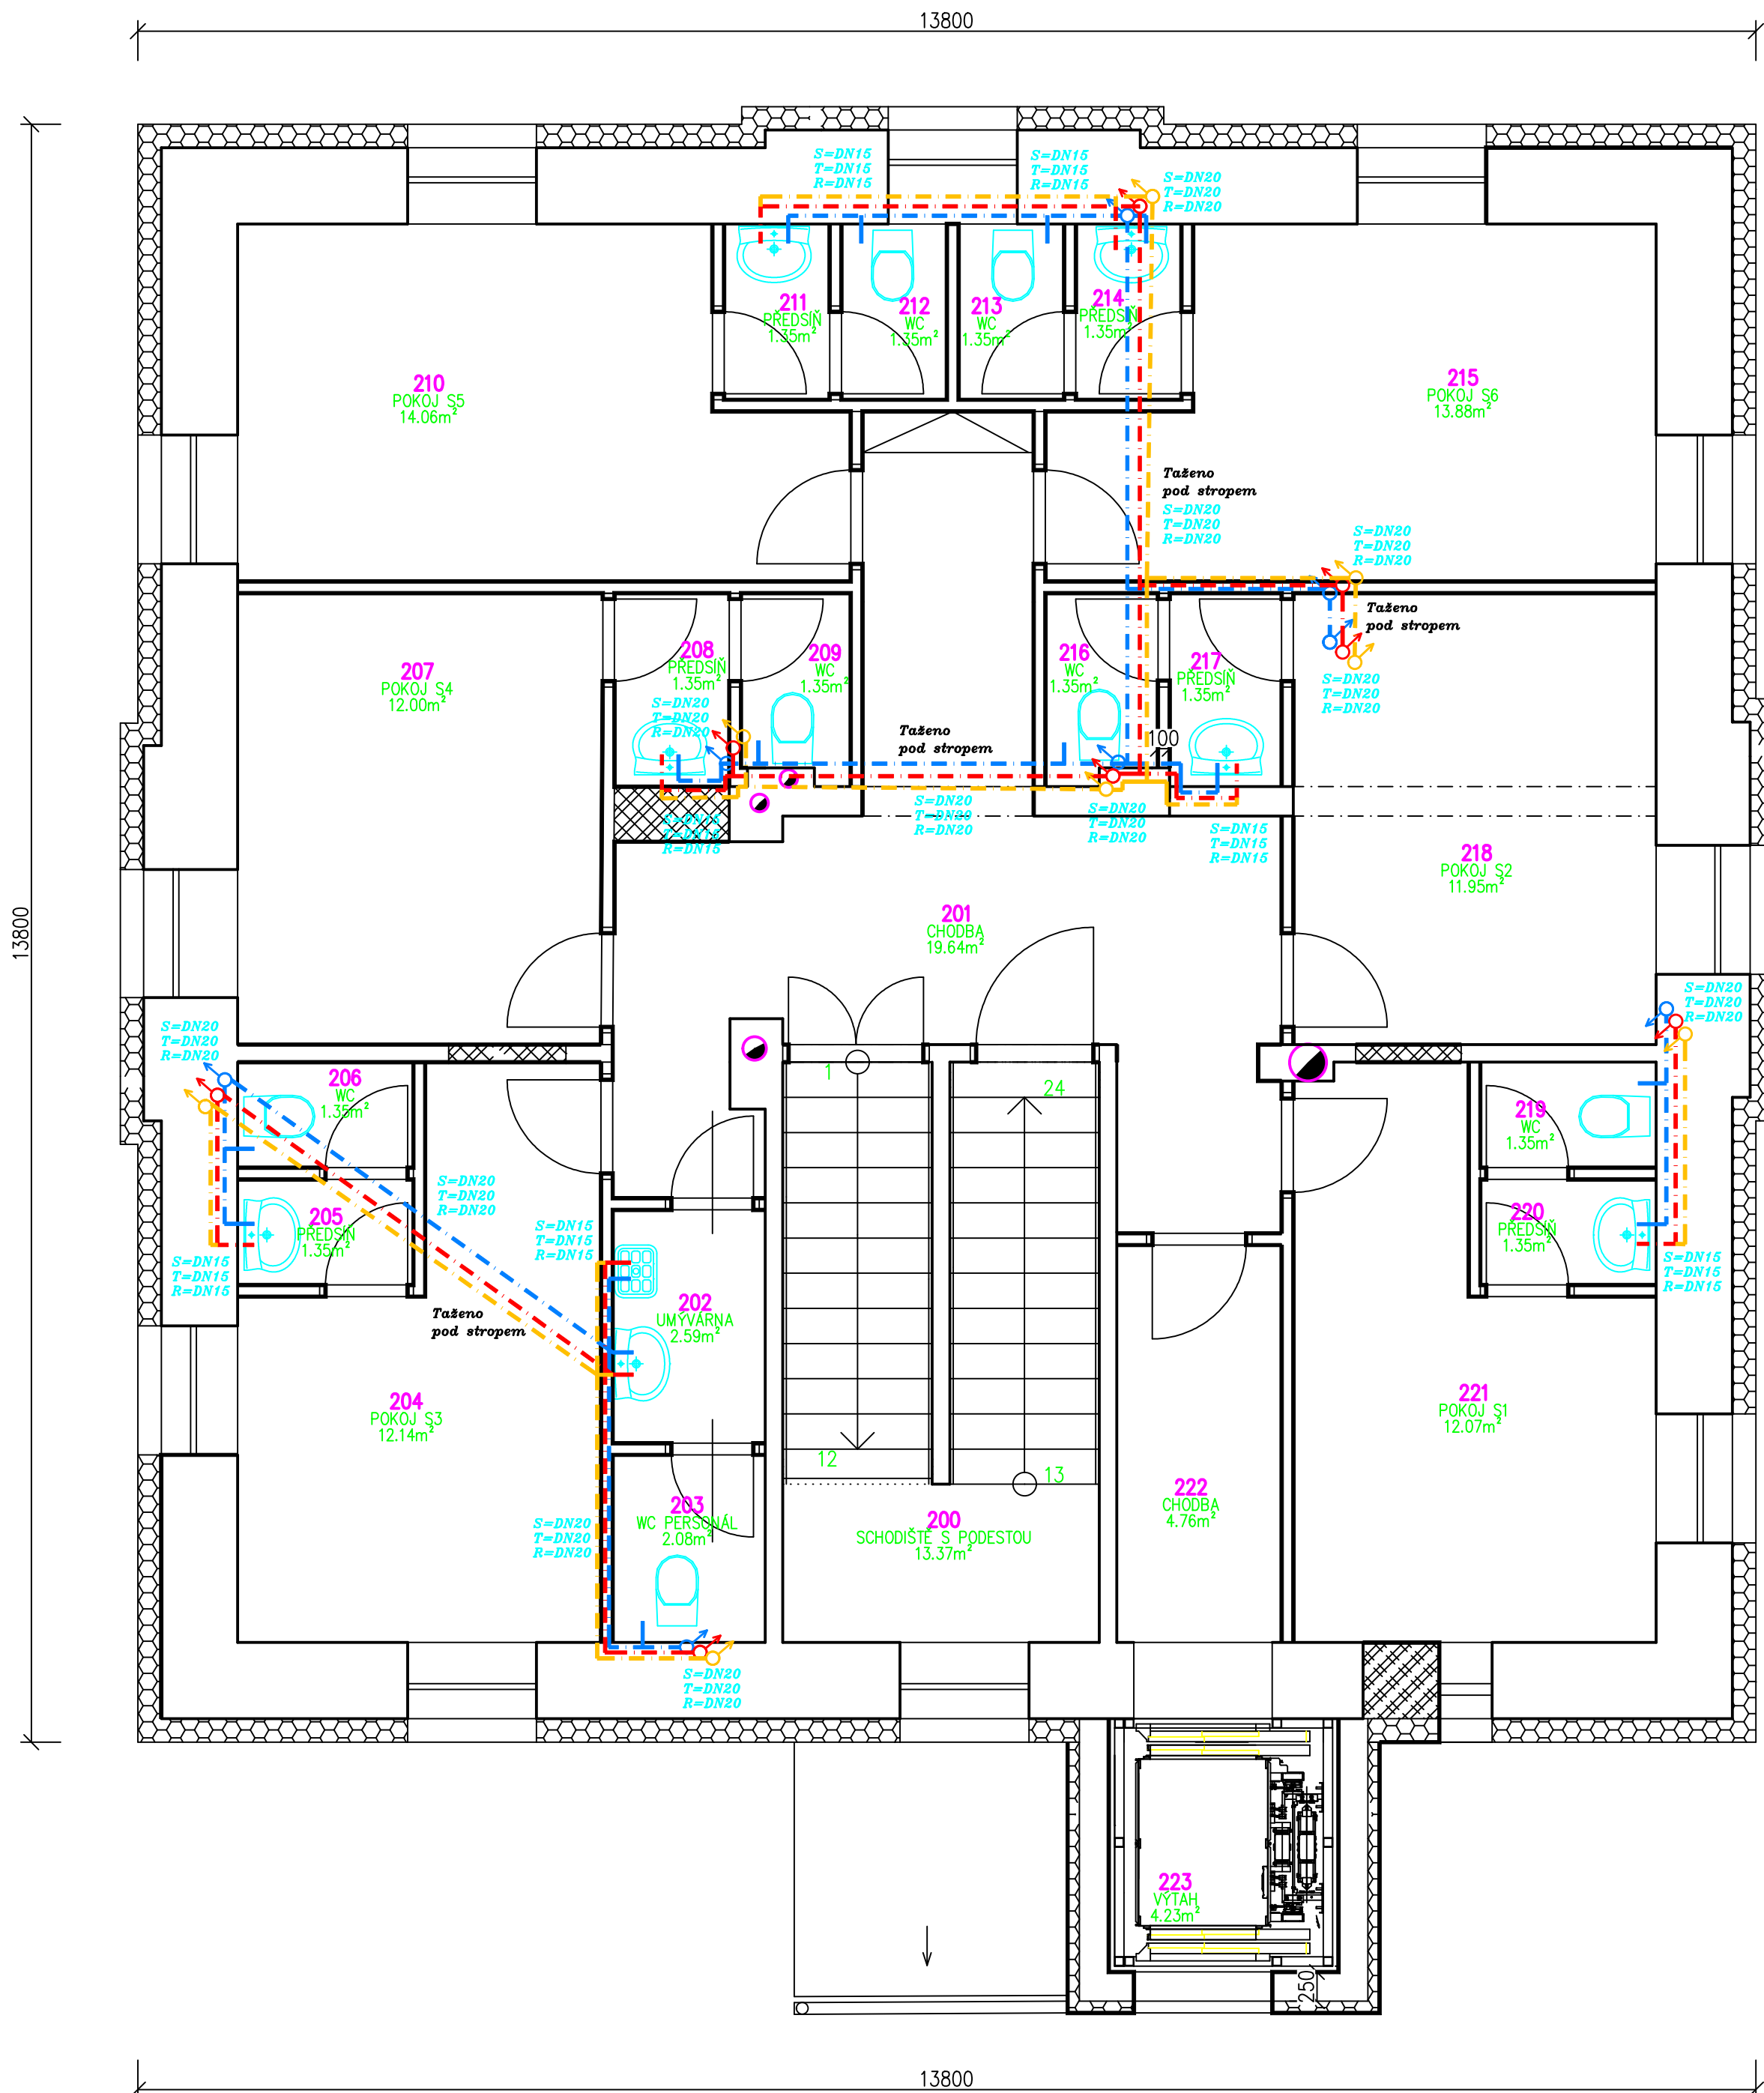 13800
S=DN15
T=DN15
R=DN15
S=DN15
T=DN15
R=DN15
S=DN20
T=DN20
R=DN20
211
PŘEDSÍŇ
1.35m²
212
WC
1.35m²
213
WC
1.35m²
214
PŘEDSÍŇ
1.35m²
210
POKOJ S5
14.06m²
215
POKOJ S6
13.88m²
Taženo
pod stropem
S=DN20
T=DN20
R=DN20
S=DN20
T=DN20
R=DN20
Taženo
pod stropem
207
POKOJ S4
12.00m²
208
PŘEDSÍŇ
1.35m²
209
WC
1.35m²
216
WC
1.35m²
217
PŘEDSÍŇ
1.35m²
S=DN20
T=DN20
R=DN20
S=DN20
T=DN20
R=DN20
Taženo
pod stropem
100
S=DN15
T=DN15
R=DN15
S=DN20
T=DN20
R=DN20
S=DN20
T=DN20
R=DN20
S=DN15
T=DN15
R=DN15
218
POKOJ S2
11.95m²
201
CHODBA
19.64m²
13800
S=DN20
T=DN20
R=DN20
S=DN20
T=DN20
R=DN20
206
WC
1.35m²
1
24
219
WC
1.35m²
S=DN20
T=DN20
R=DN20
205
PŘEDSÍŇ
1.35m²
S=DN15
T=DN15
R=DN15
S=DN15
T=DN15
R=DN15
220
PŘEDSÍŇ
1.35m²
S=DN15
T=DN15
R=DN15
Taženo
pod stropem
202
UMÝVÁRNA
2.59m²
204
POKOJ S3
12.14m²
221
POKOJ S1
12.07m²
12
13
203
WC PERSONÁL
2.08m²
S=DN20
T=DN20
R=DN20
200
SCHODIŠTĚ S PODESTOU
13.37m²
222
CHODBA
4.76m²
S=DN20
T=DN20
R=DN20
223
VÝTAH
4.23m²
250
13800